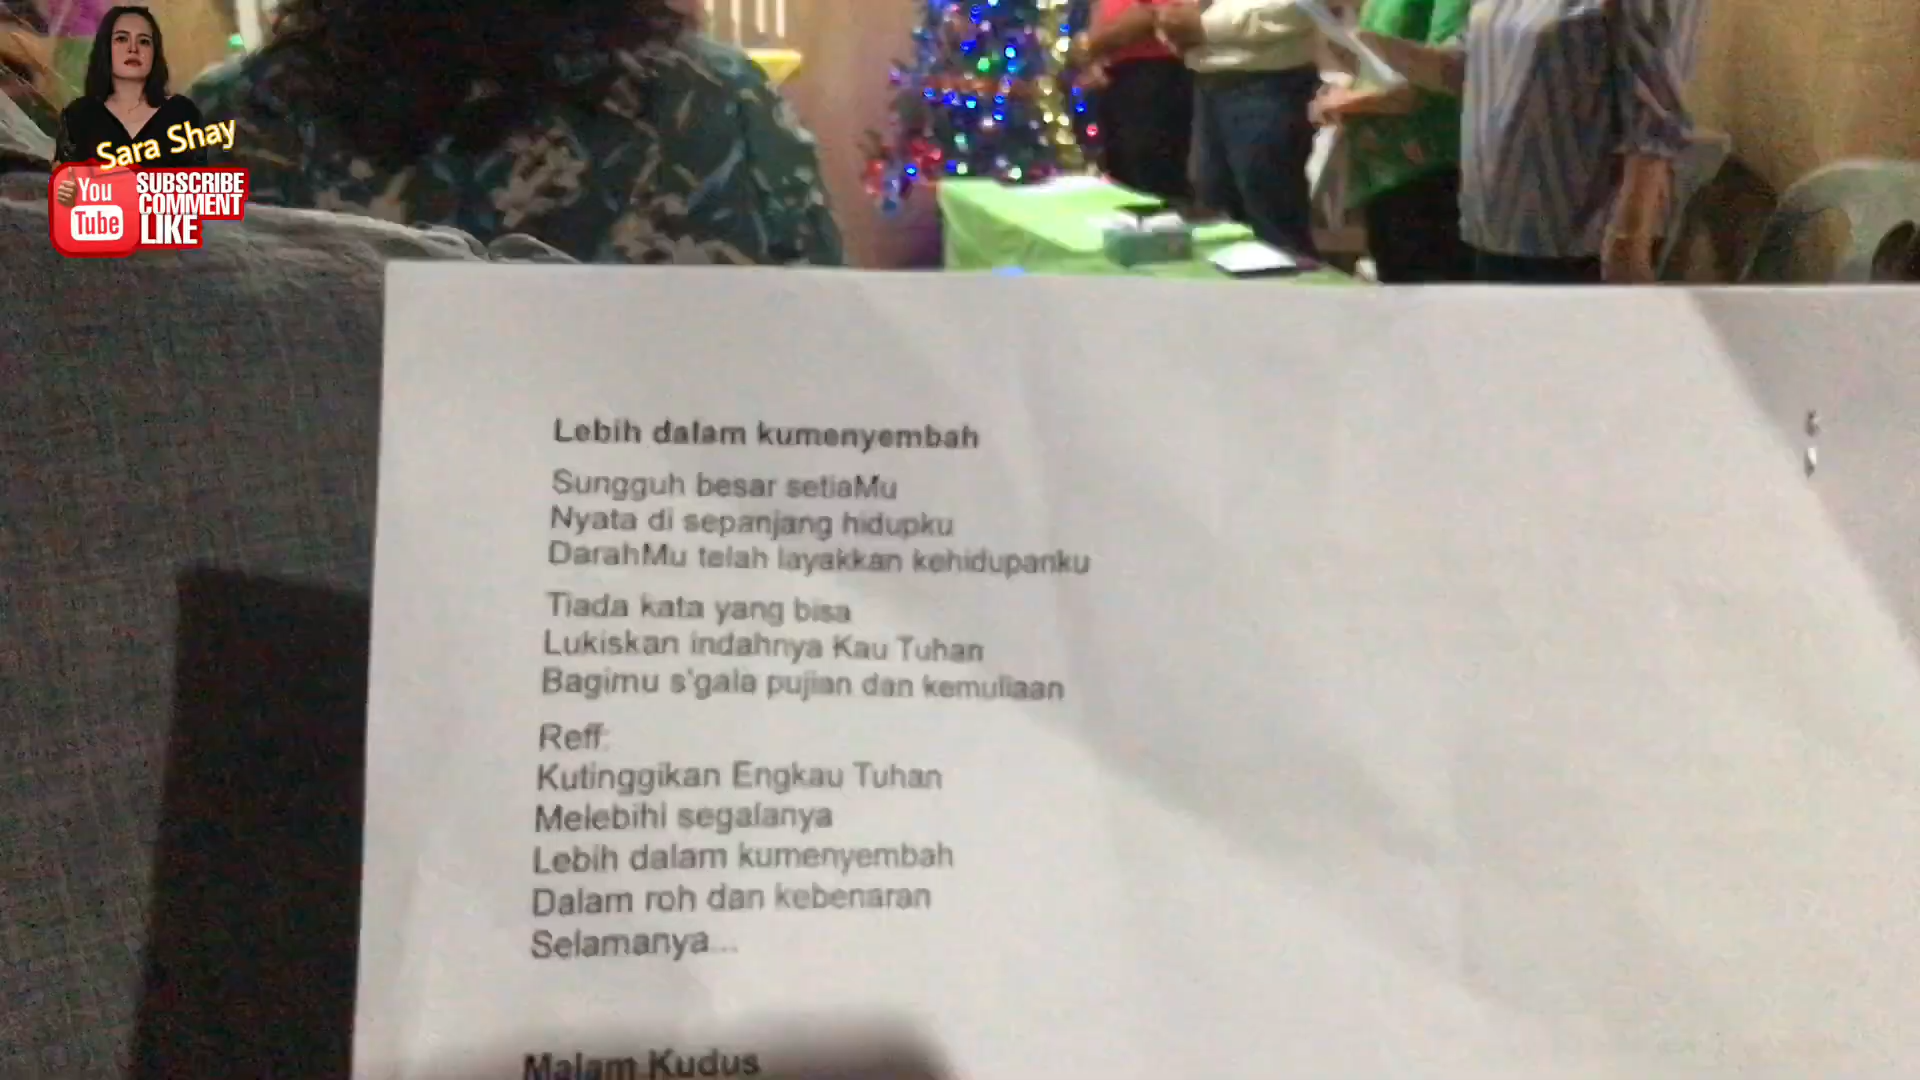 Sara Shay
You
Tube
SUBSCRIBE
COMMENT
LIKE
Lebih dalam kumenyembah
Sungguh besar setiaMu
Nyata di sepanjang hidupku
DarahMu telah layakkan kehidupanku
Tiada kata yang bisa
Lukiskan indahnya Kau Tuhan
Bagimu s'gala pujian dan kemuliaan
Reff:
Kutinggikan Engkau Tuhan
Melebihi segalanya
Lebih dalam kumenyembah
Dalam roh dan kebenaran
Selamanya...
Malam Kudus